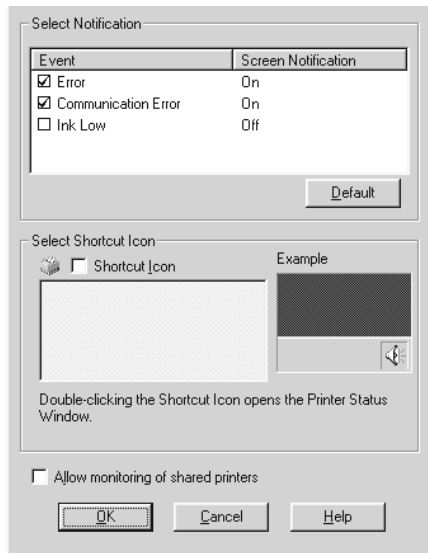 Select Notification
Event Screen Notification
Error On
Communication Error On
Ink Low Off
Default
Select Shortcut Icon
Shortcut Icon
Example
Double-clicking the Shortcut Icon opens the Printer Status
Window.
Allow monitoring of shared printers
OK Cancel Help